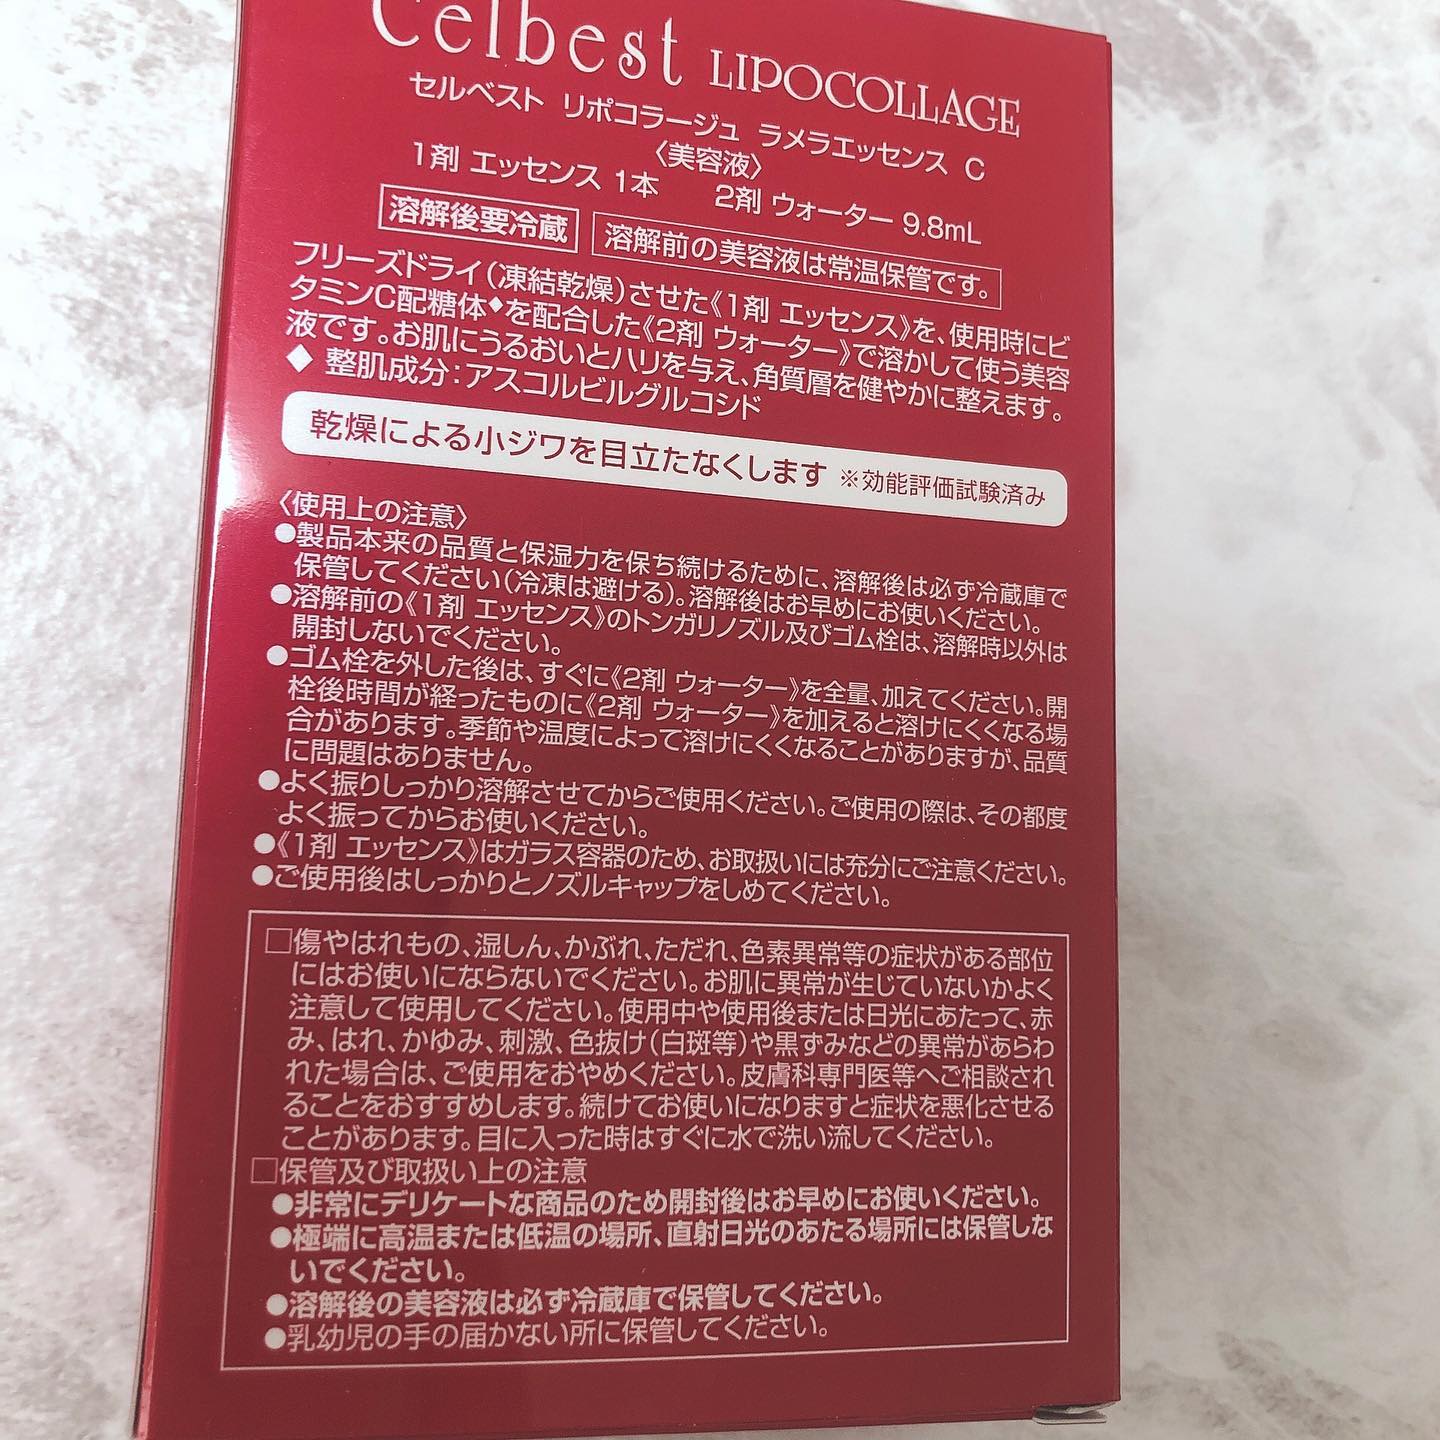 Celbest LIPOCOLLAGE
セルベスト リポコラージュ ラメラエッセンス C
〈美容液〉
1剤 エッセンス 1本 2剤 ウォーター 9.8mL
溶解後要冷蔵 溶解前の美容液は常温保管です。
フリーズドライ(凍結乾燥)させた《1剤 エッセンス》を、使用時にビ
タミンC配糖体◆を配合した《2剤 ウォーター》で溶かして使う美容
液です。お肌にうるおいとハリを与え、角質層を健やかに整えます。
◆ 整肌成分:アスコルビルグルコシド
乾燥による小ジワを目立たなくします ※効能評価試験済み
〈使用上の注意〉
●製品本来の品質と保湿力を保ち続けるために、溶解後は必ず冷蔵庫で
保管してください(冷凍は避ける)。溶解後はお早めにお使いください。
●溶解前の《1剤 エッセンス》のトンガリノズル及びゴム栓は、溶解時以外は
開封しないでください。
●ゴム栓を外した後は、すぐに《2剤 ウォーター》を全量、加えてください。開
栓後時間が経ったものに《2剤 ウォーター》を加えると溶けにくくなる場
合があります。季節や温度によって溶けにくくなることがありますが、品質
に問題はありません。
●よく振りしっかり溶解させてからご使用ください。ご使用の際は、その都度
よく振ってからお使いください。
●《1剤 エッセンス》はガラス容器のため、お取扱いには充分にご注意ください。
●ご使用後はしっかりとノズルキャップをしめてください。
□傷やはれもの、湿しん、かぶれ、ただれ、色素異常等の症状がある部位
にはお使いにならないでください。お肌に異常が生じていないかよく
注意して使用してください。使用中や使用後または日光にあたって、赤
み、はれ、かゆみ、刺激、色抜け(白斑等)や黒ずみなどの異常があらわ
れた場合は、ご使用をおやめください。皮膚科専門医等へご相談され
ることをおすすめします。続けてお使いになりますと症状を悪化させる
ことがあります。目に入った時はすぐに水で洗い流してください。
□保管及び取扱い上の注意
●非常にデリケートな商品のため開封後はお早めにお使いください。
●極端に高温または低温の場所、直射日光のあたる場所には保管しな
いでください。
●溶解後の美容液は必ず冷蔵庫で保管してください。
●乳幼児の手の届かない所に保管してください。